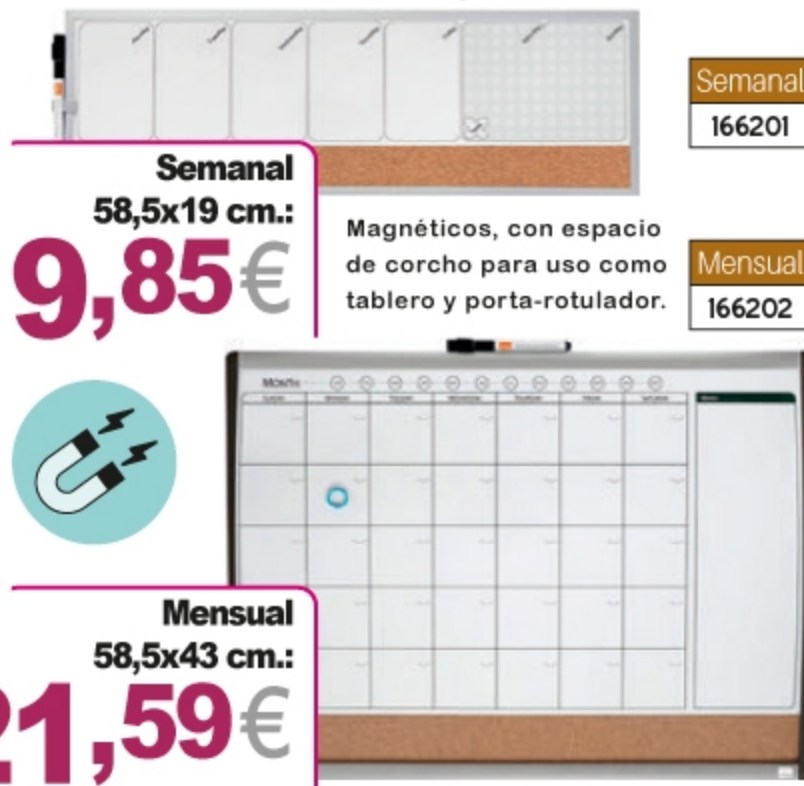 Semanal
166201
Semanal
58,5x19 cm.:
9,85€
Magnéticos, con espacio
de corcho para uso como
tablero y porta-rotulador.
Mensual
166202
MONTH
Mensual
58,5x43 cm.:
21,59€